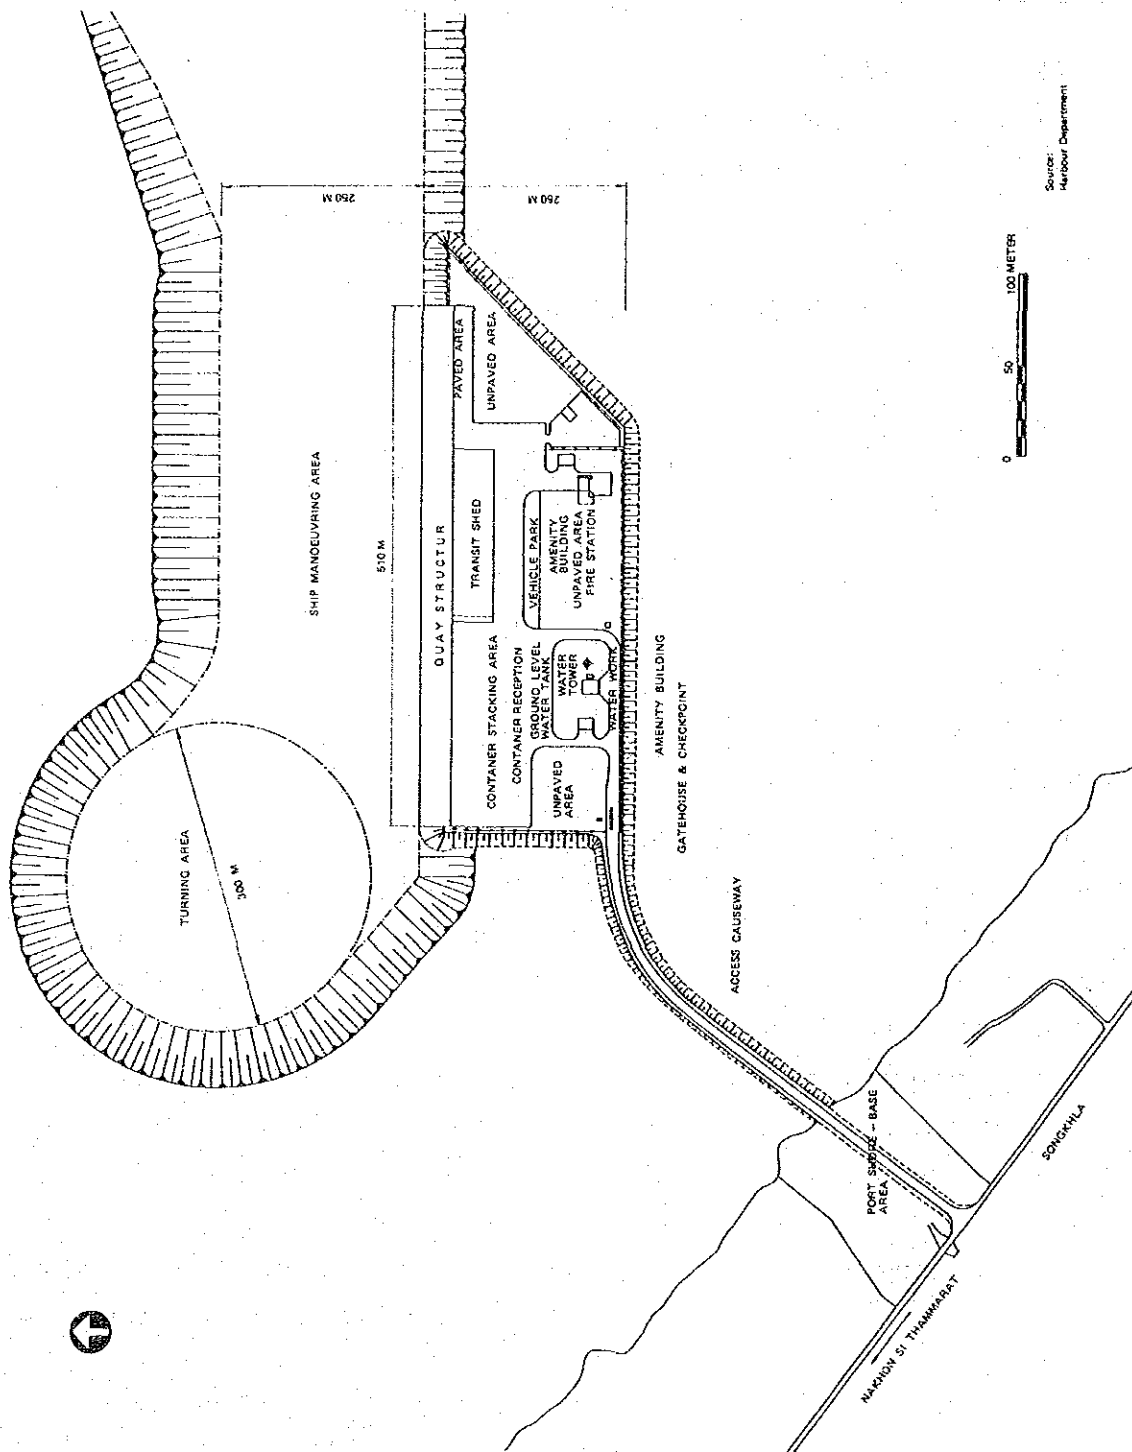 TURNING AREA
300 M
SHIP MANOEUVRING AREA
250 M
250 M
510 M
QUAY STRUCTUR
PAVED AREA
UNPAVED AREA
TRANSIT SHED
VEHICLE PARK
AMENITY
BUILDING
UNPAVED AREA
FIRE STATION
CONTANER STACKING AREA
CONTANER RECEPTION
GROUND LEVEL
WATER TANK
WATER
TOWER
WATER WORK
UNPAVED
AREA
AMENITY BUILDING
GATEHOUSE & CHECKPOINT
ACCESS CAUSEWAY
PORT SHORE - BASE
AREA
SONGKHLA
NAKHON SI THAMMARAT
0 50 100 METER
Source:
Harbour Department